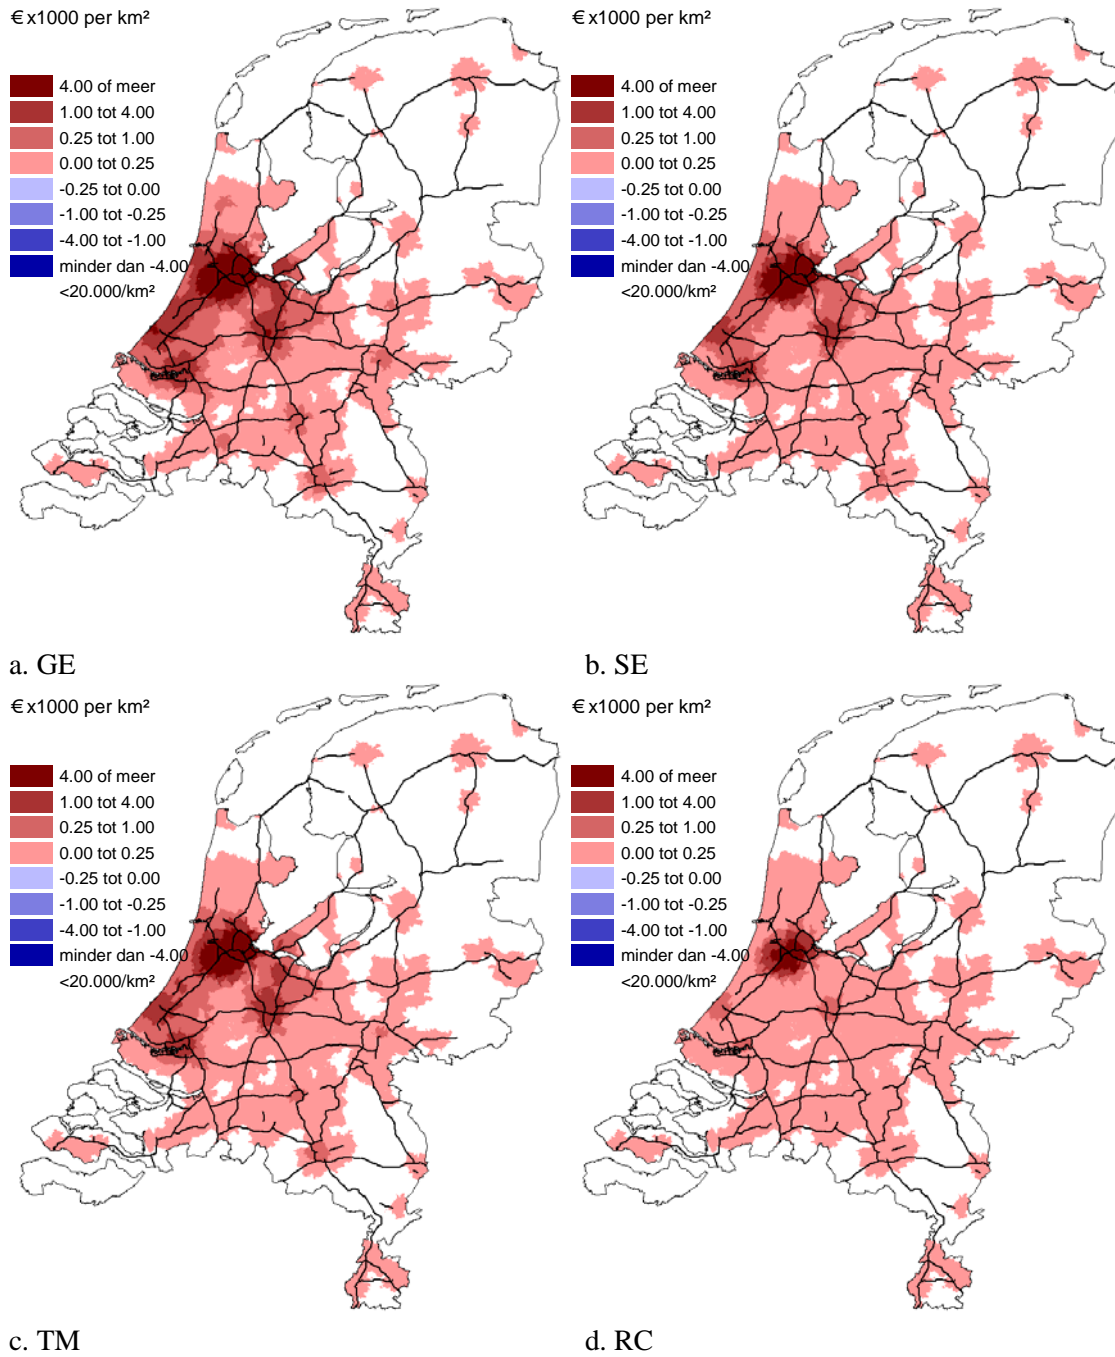 €x1000 per km²
4.00 of meer
1.00 tot 4.00
0.25 tot 1.00
0.00 tot 0.25
-0.25 tot 0.00
-1.00 tot -0.25
-4.00 tot -1.00
minder dan -4.00
<20.000/km²
a. GE
€x1000 per km²
4.00 of meer
1.00 tot 4.00
0.25 tot 1.00
0.00 tot 0.25
-0.25 tot 0.00
-1.00 tot -0.25
-4.00 tot -1.00
minder dan -4.00
<20.000/km²
b. SE
€x1000 per km²
4.00 of meer
1.00 tot 4.00
0.25 tot 1.00
0.00 tot 0.25
-0.25 tot 0.00
-1.00 tot -0.25
-4.00 tot -1.00
minder dan -4.00
<20.000/km²
c. TM
€x1000 per km²
4.00 of meer
1.00 tot 4.00
0.25 tot 1.00
0.00 tot 0.25
-0.25 tot 0.00
-1.00 tot -0.25
-4.00 tot -1.00
minder dan -4.00
<20.000/km²
d. RC